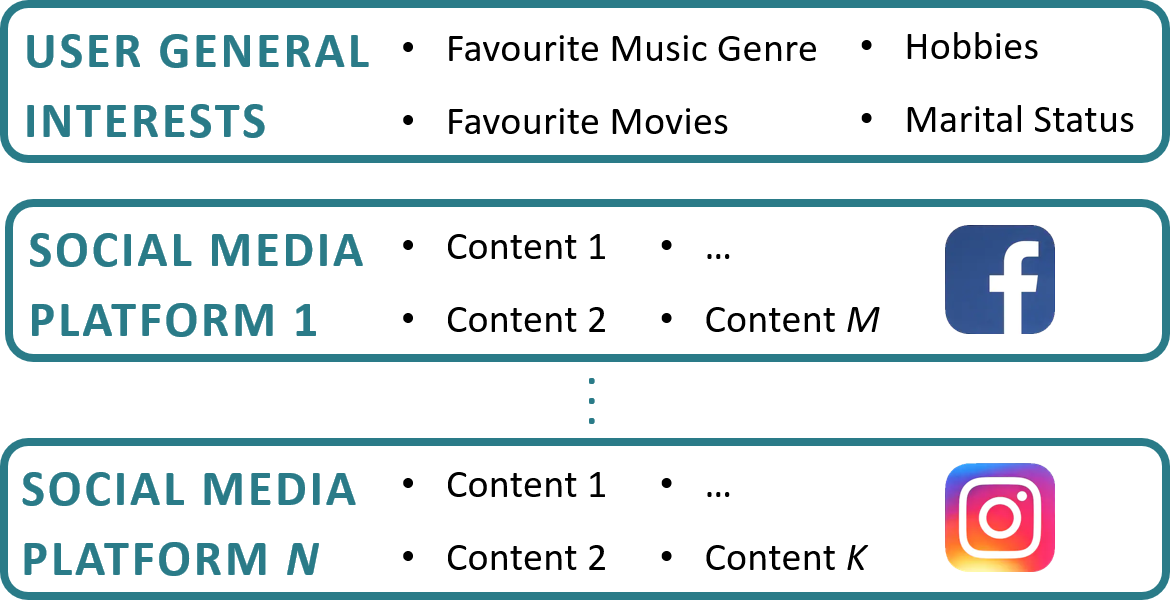 USER GENERAL
INTERESTS
• Favourite Music Genre
• Favourite Movies
• Hobbies
• Marital Status
SOCIAL MEDIA
PLATFORM 1
• Content 1
• Content 2
• ...
• Content M
SOCIAL MEDIA
PLATFORM N
• Content 1
• Content 2
• ...
• Content K